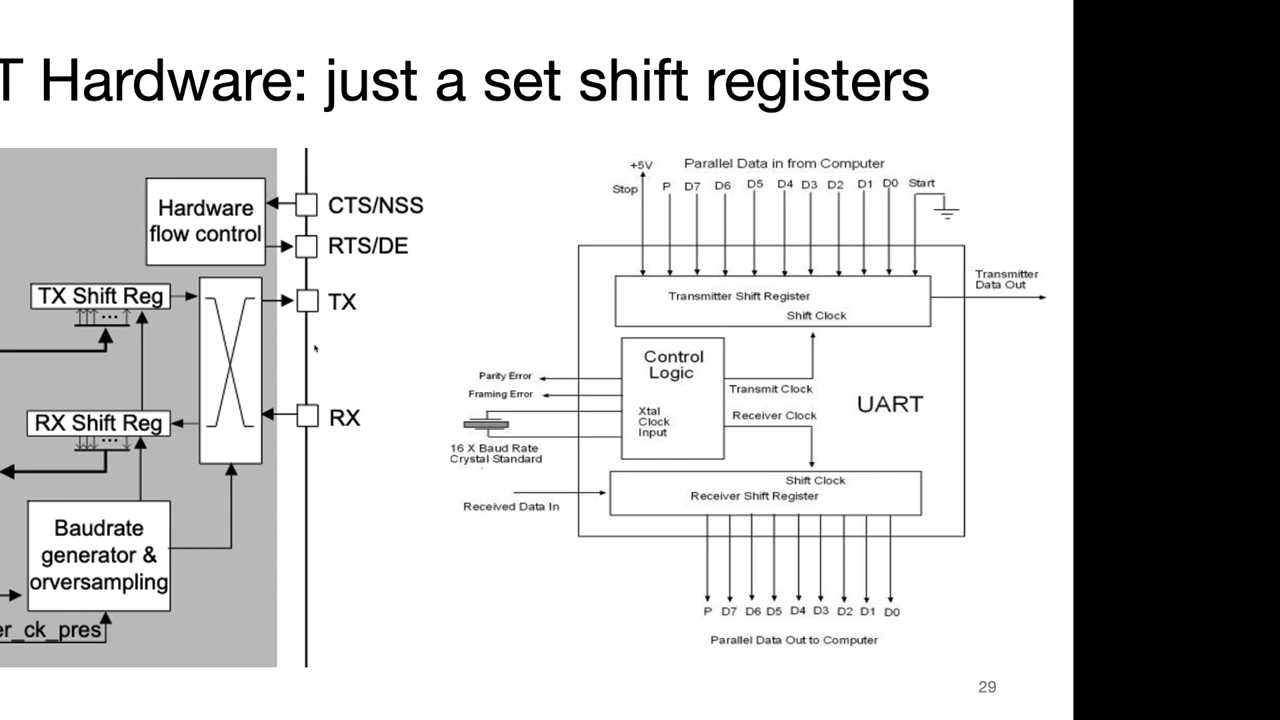 T Hardware: just a set shift registers
Hardware
flow control
CTS/NSS
RTS/DE
TX Shift Reg
TX
RX Shift Reg
RX
Baudrate
generator &
orversampling
er_ck_pres
+5V
Parallel Data in from Computer
Stop
P D7 D6 D5 D4 D3 D2 D1 D0 Start
Transmitter
Data Out
Transmitter Shift Register
Shift Clock
Control
Logic
Parity Error
Framing Error
Transmit Clock
Receiver Clock
UART
Xtal
Clock
Input
16 X Baud Rate
Crystal Standard
Shift Clock
Receiver Shift Register
Received Data In
P D7 D6 D5 D4 D3 D2 D1 D0
Parallel Data Out to Computer
29